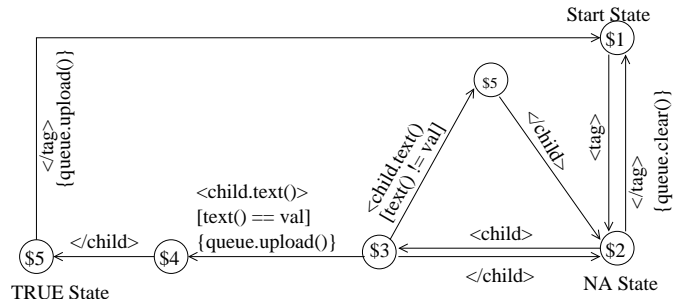 Start State
$1
</tag>
{queue.upload()}
$5
<child.text()
[text() != val]
</child>
<tag>
</tag>
{queue.clear()}
<child.text()>
[text() == val]
{queue.upload()}
</child>
<child>
</child>
$5
$4
$3
$2
TRUE State
NA State